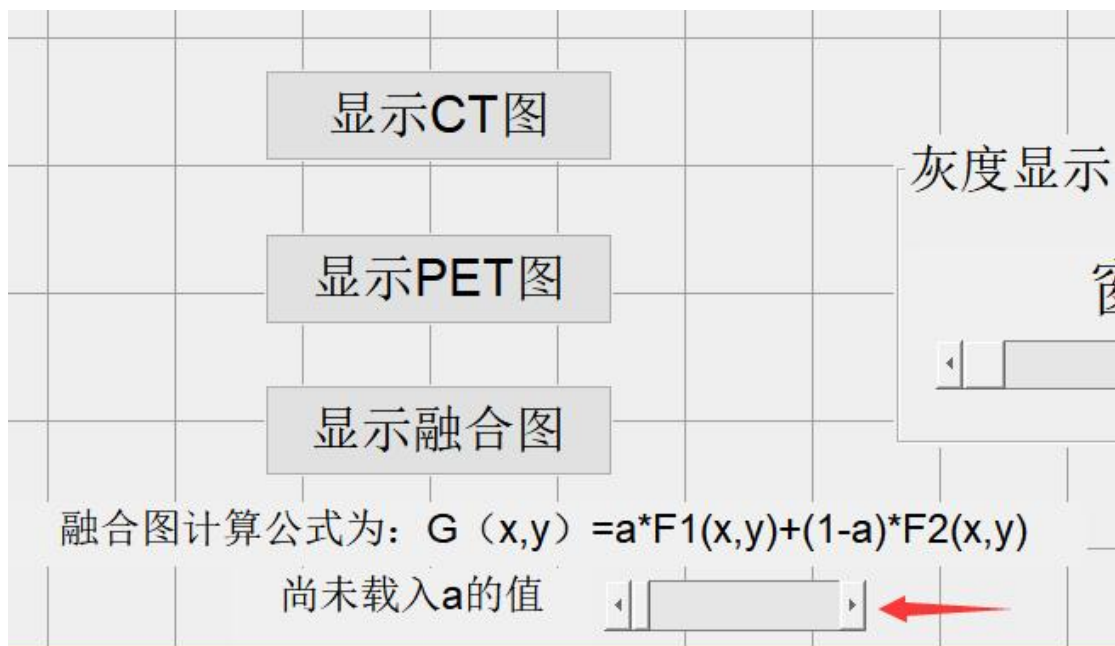 显示CT图
灰度显示
显示PET图
显示融合图
融合图计算公式为：G（x,y）=a*F1(x,y)+(1-a)*F2(x,y)
尚未载入a的值